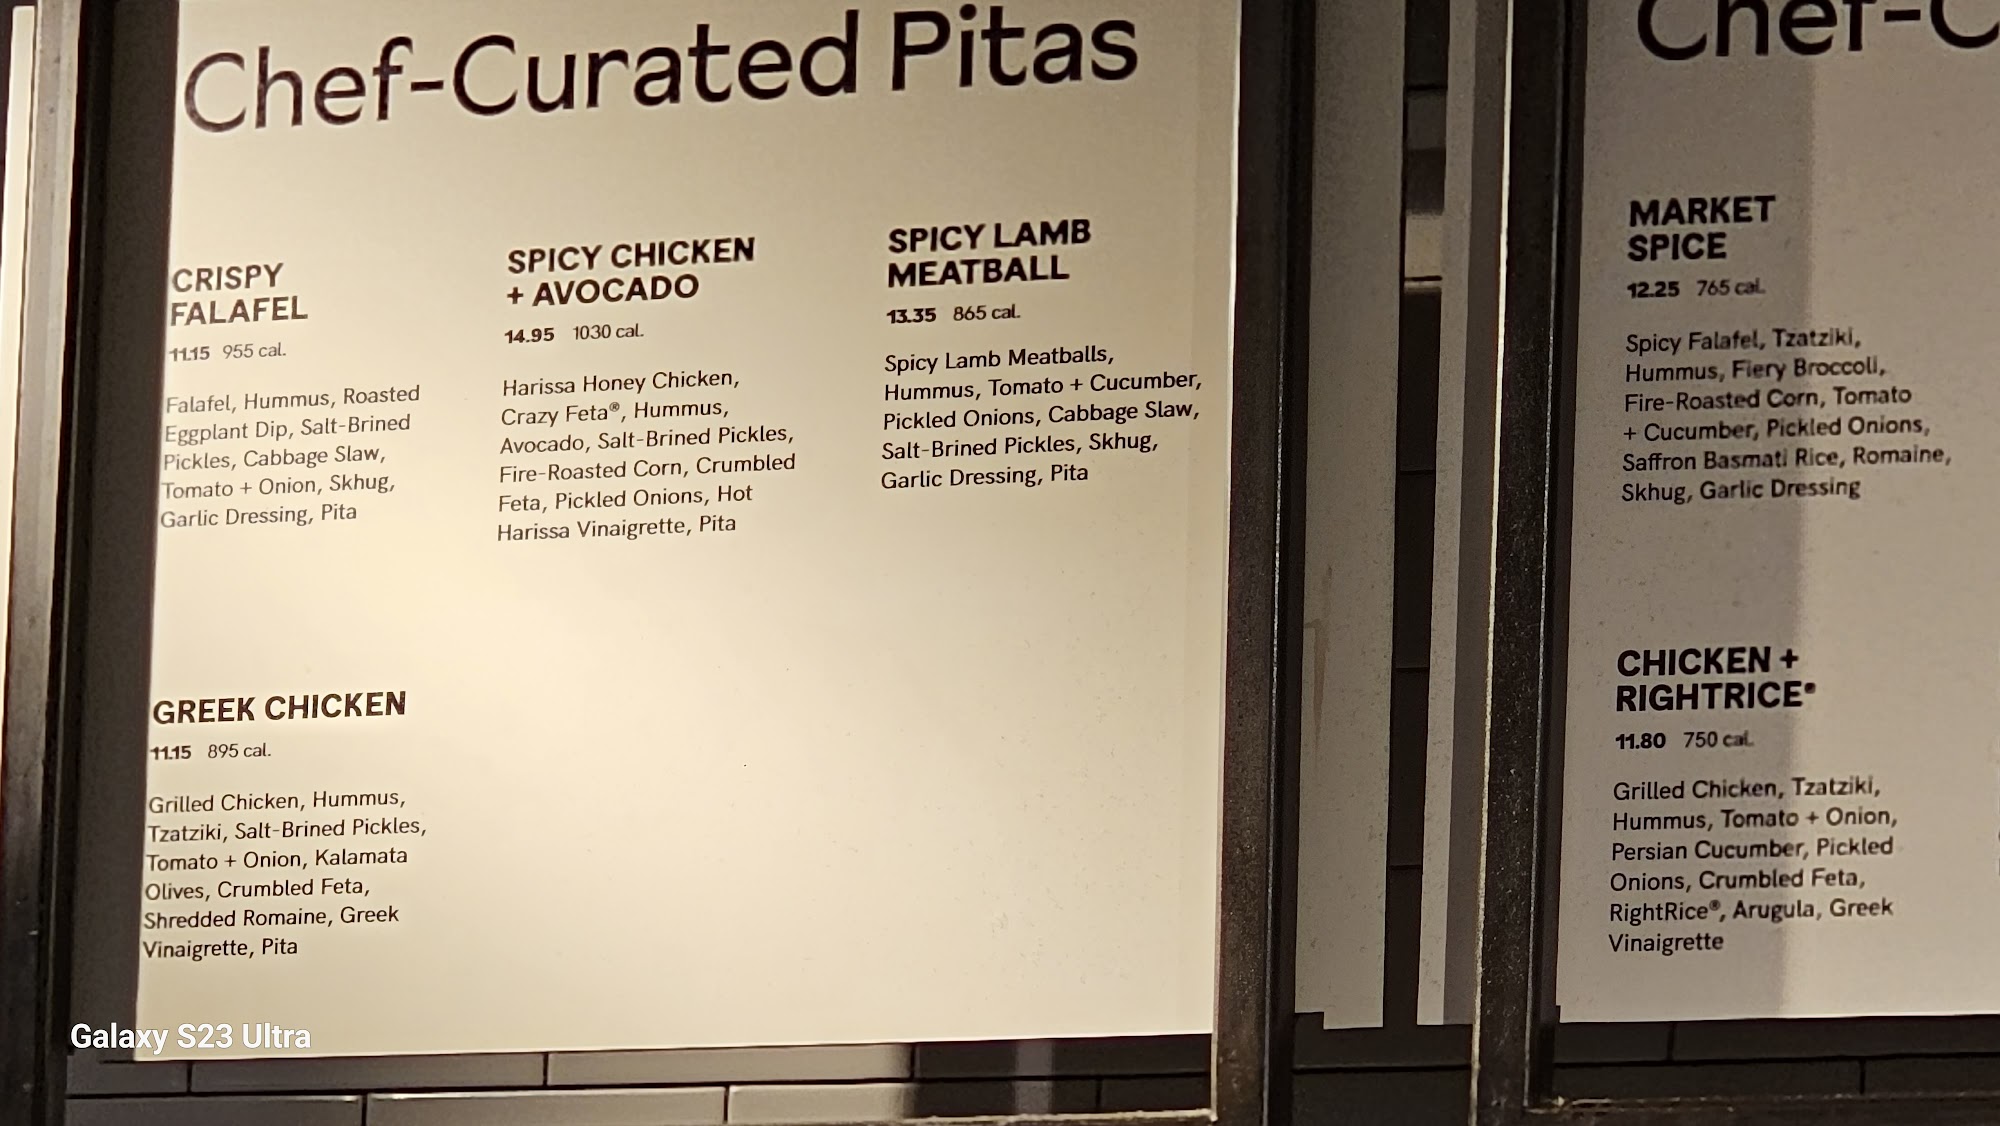 Chef-Curated Pitas
CRISPY
FALAFEL
11.15 955 cal.
Falafel, Hummus, Roasted
Eggplant Dip, Salt-Brined
Pickles, Cabbage Slaw,
Tomato + Onion, Skhug,
Garlic Dressing, Pita
SPICY CHICKEN
+ AVOCADO
14.95 1030 cal.
Harissa Honey Chicken,
Crazy Feta®, Hummus,
Avocado, Salt-Brined Pickles,
Fire-Roasted Corn, Crumbled
Feta, Pickled Onions, Hot
Harissa Vinaigrette, Pita
SPICY LAMB
MEATBALL
13.35 865 cal.
Spicy Lamb Meatballs,
Hummus, Tomato + Cucumber,
Pickled Onions, Cabbage Slaw,
Salt-Brined Pickles, Skhug,
Garlic Dressing, Pita
GREEK CHICKEN
11.15 895 cal.
Grilled Chicken, Hummus,
Tzatziki, Salt-Brined Pickles,
Tomato + Onion, Kalamata
Olives, Crumbled Feta,
Shredded Romaine, Greek
Vinaigrette, Pita
Chef-C
MARKET
SPICE
12.25 765 cal.
Spicy Falafel, Tzatziki,
Hummus, Fiery Broccoli,
Fire-Roasted Corn, Tomato
+ Cucumber, Pickled Onions,
Saffron Basmati Rice, Romaine,
Skhug, Garlic Dressing
CHICKEN +
RIGHTRICE®
11.80 750 cal.
Grilled Chicken, Tzatziki,
Hummus, Tomato + Onion,
Persian Cucumber, Pickled
Onions, Crumbled Feta,
RightRice®, Arugula, Greek
Vinaigrette
Galaxy S23 Ultra